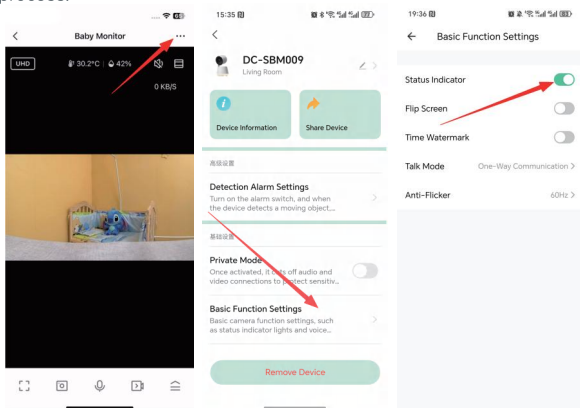 Baby Monitor
UHD
30.2°C
42%
0 KB/S
15:35
DC-SBM009
Living Room
Device Information
Share Device
高级设置
Detection Alarm Settings
Turn on the alarm switch, and when
the device detects a moving object,...
基础设置
Private Mode
Once activated, it cuts off audio and
video connections to protect sensitiv...
Basic Function Settings
Basic camera function settings, such
as status indicator lights and voice...
Remove Device
19:36
Basic Function Settings
Status Indicator
Flip Screen
Time Watermark
Talk Mode
One-Way Communication
Anti-Flicker
60Hz